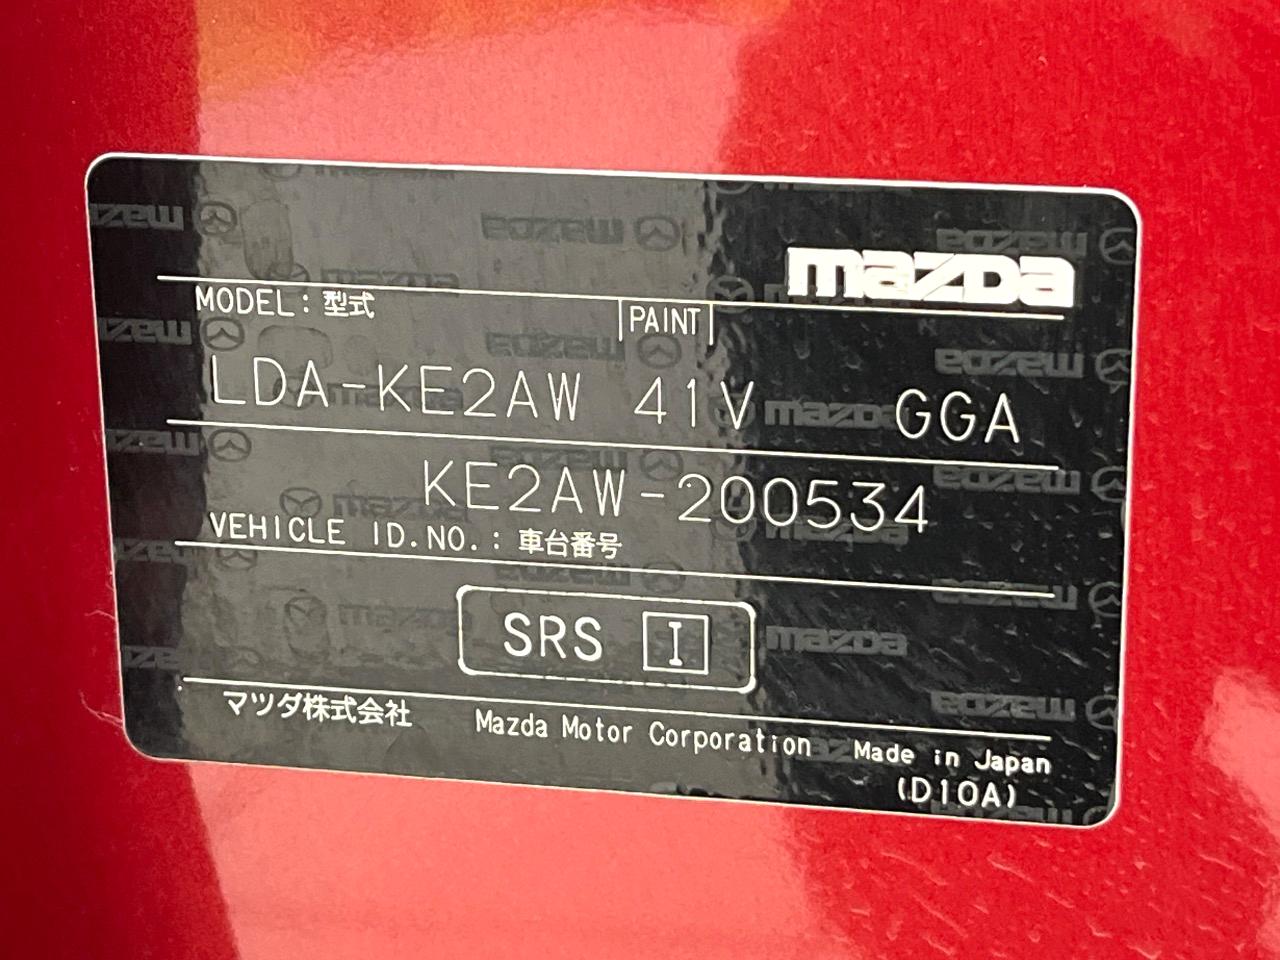 mazda
MODEL:型式 PAINT
LDA-KE2AW 41V GGA
KE2AW-200534
VEHICLE ID.NO.:車台番号
SRS I
マツダ株式会社 Mazda Motor Corporation Made in Japan
(D10A)